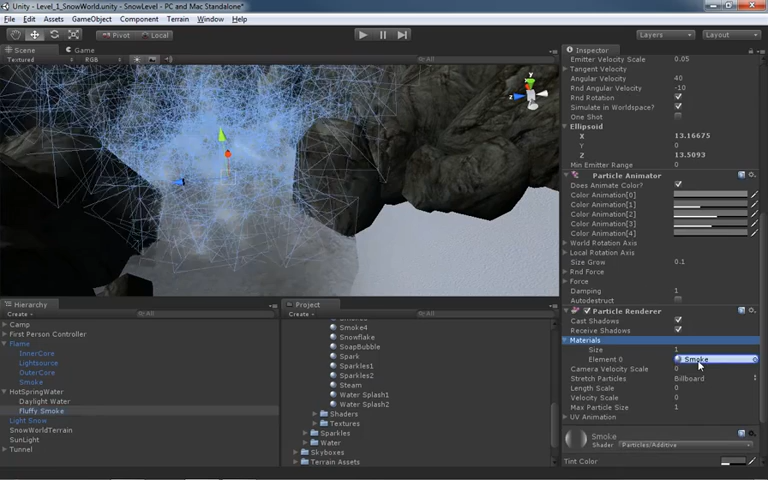 Unity - Level_1_SnowWorld.unity - SnowLevel - PC and Mac Standalone*
File Edit Assets GameObject Component Terrain Window Help
Pivot Local Layers Layout
Scene Game
Textured RGB All
y
z
Inspector
Emitter Velocity Scale 0.05
Tangent Velocity
Angular Velocity 40
Rnd Angular Velocity -10
Rnd Rotation
Simulate in Worldspace?
One Shot
Ellipsoid
X 13.16675
Y 0
Z 13.5093
Min Emitter Range 0
Particle Animator
Does Animate Color?
Color Animation[0]
Color Animation[1]
Color Animation[2]
Color Animation[3]
Color Animation[4]
World Rotation Axis
Local Rotation Axis
Size Grow 0.1
Rnd Force
Force
Damping 1
Autodestruct
Particle Renderer
Cast Shadows
Receive Shadows
Materials
Size 1
Element 0 Smoke
Camera Velocity Scale 0
Stretch Particles Billboard
Length Scale 0
Velocity Scale 0
Max Particle Size 1
UV Animation
Smoke
Shader Particles/Additive
Tint Color
Hierarchy
Create All
Camp
First Person Controller
Flame
InnerCore
Lightsource
OuterCore
Smoke
HotSpringWater
Daylight Water
Fluffy Smoke
Light Snow
SnowWorldTerrain
SunLight
Tunnel
Project
Create All
Smoke4
Snowflake
SoapBubble
Spark
Sparkles1
Sparkles2
Steam
Water Splash1
Water Splash2
Shaders
Textures
Sparkles
Water
Skyboxes
Terrain Assets